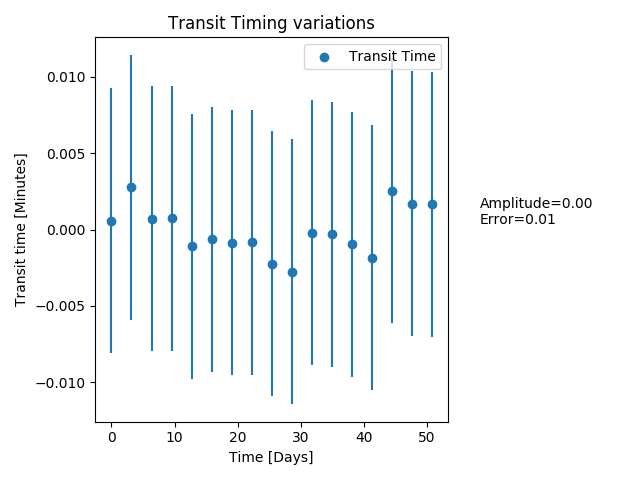 Transit Timing variations
Transit Time
0.010
0.005
0.000
−0.005
−0.010
Transit time [Minutes]
0 10 20 30 40 50
Time [Days]
Amplitude=0.00
Error=0.01